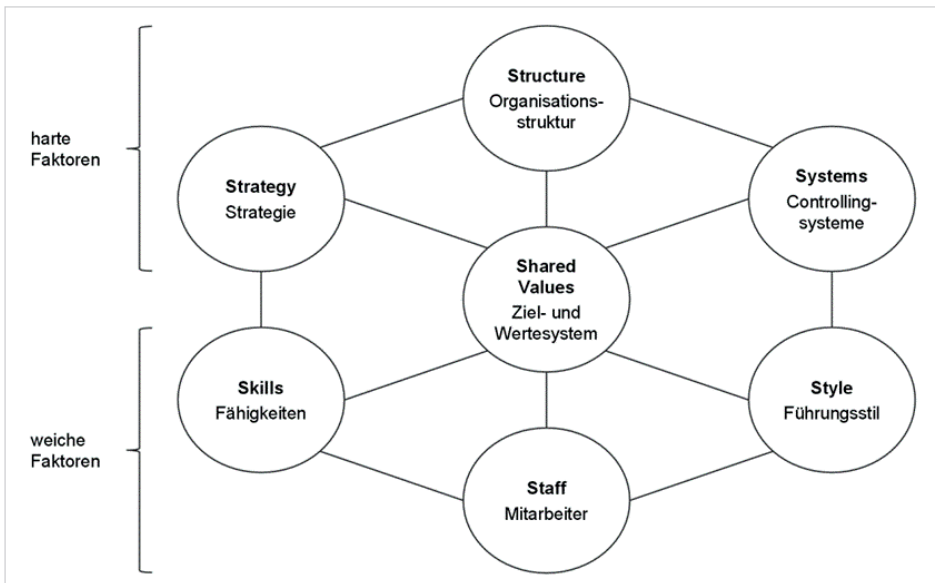 harte
Faktoren
Structure
Organisations-
struktur
Strategy
Strategie
Systems
Controlling-
systeme
Shared
Values
Ziel- und
Wertesystem
weiche
Faktoren
Skills
Fähigkeiten
Style
Führungsstil
Staff
Mitarbeiter